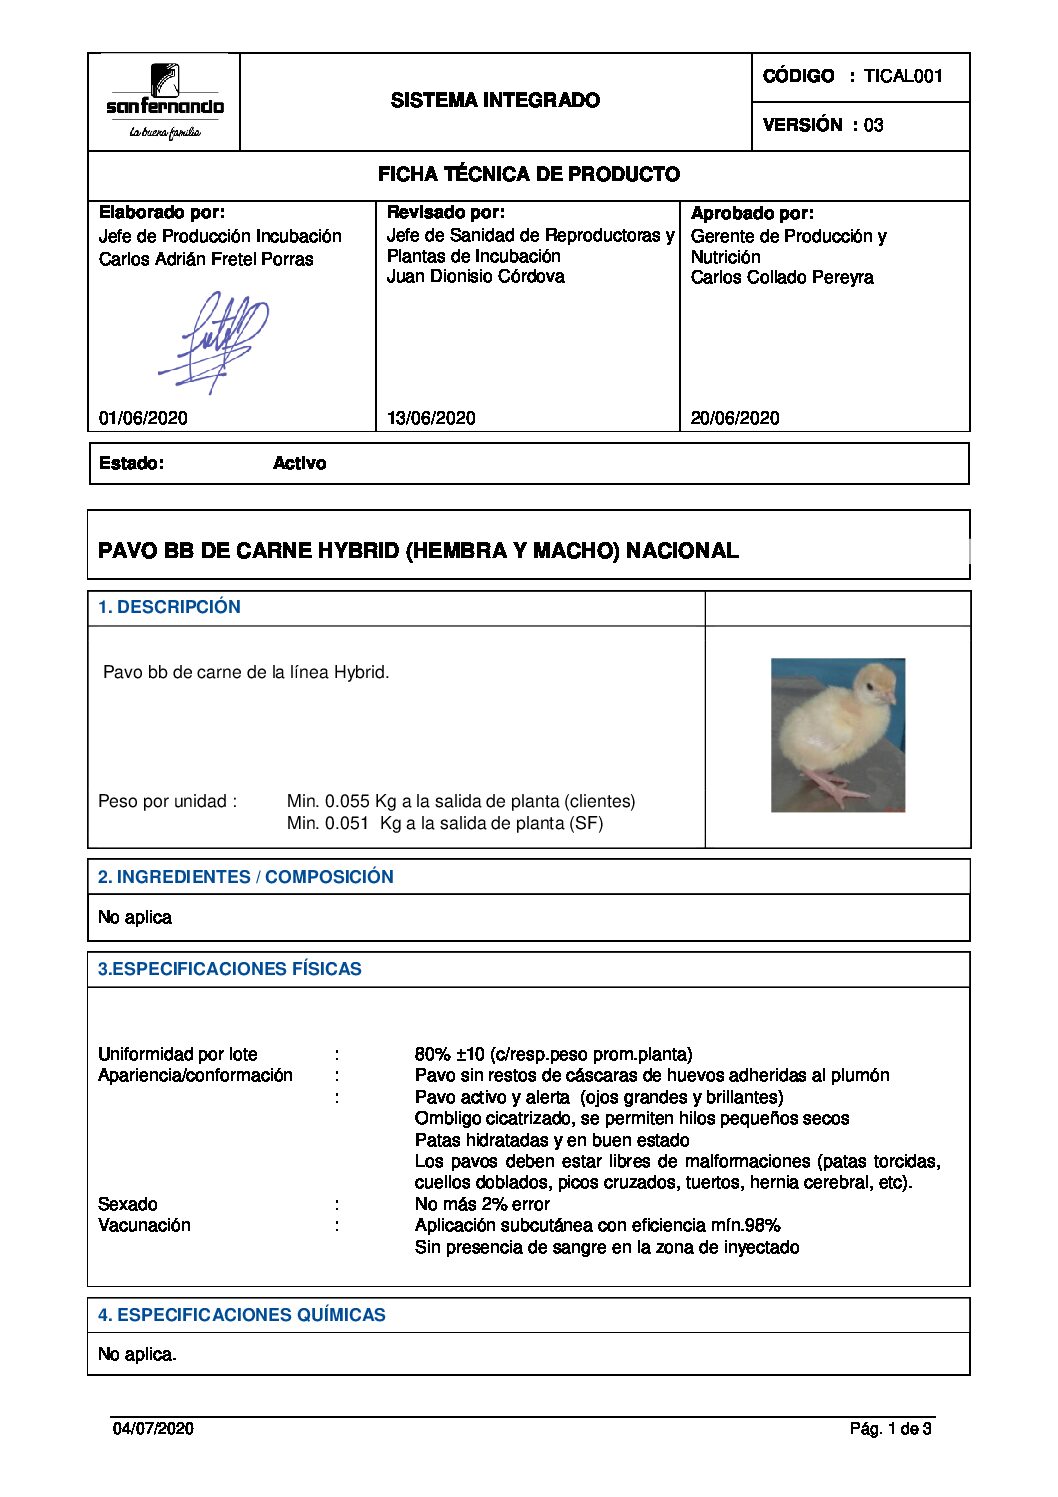 sanfernando
La buena familia
SISTEMA INTEGRADO
CÓDIGO : TICAL001
VERSIÓN : 03
FICHA TÉCNICA DE PRODUCTO
Elaborado por:
Jefe de Producción Incubación
Carlos Adrián Fretel Porras
01/06/2020
Revisado por:
Jefe de Sanidad de Reproductoras y
Plantas de Incubación
Juan Dionisio Córdova
13/06/2020
Aprobado por:
Gerente de Producción y
Nutrición
Carlos Collado Pereyra
20/06/2020
Estado: Activo
PAVO BB DE CARNE HYBRID (HEMBRA Y MACHO) NACIONAL
1. DESCRIPCIÓN
Pavo bb de carne de la línea Hybrid.
Peso por unidad : Min. 0.055 Kg a la salida de planta (clientes)
Min. 0.051 Kg a la salida de planta (SF)
2. INGREDIENTES / COMPOSICIÓN
No aplica
3.ESPECIFICACIONES FÍSICAS
Uniformidad por lote : 80% ±10 (c/resp.peso prom.planta)
Apariencia/conformación : Pavo sin restos de cáscaras de huevos adheridas al plumón
: Pavo activo y alerta (ojos grandes y brillantes)
Ombligo cicatrizado, se permiten hilos pequeños secos
Patas hidratadas y en buen estado
Los pavos deben estar libres de malformaciones (patas torcidas,
cuellos doblados, picos cruzados, tuertos, hernia cerebral, etc).
Sexado : No más 2% error
Vacunación : Aplicación subcutánea con eficiencia mín.98%
Sin presencia de sangre en la zona de inyectado
4. ESPECIFICACIONES QUÍMICAS
No aplica.
04/07/2020 Pág. 1 de 3